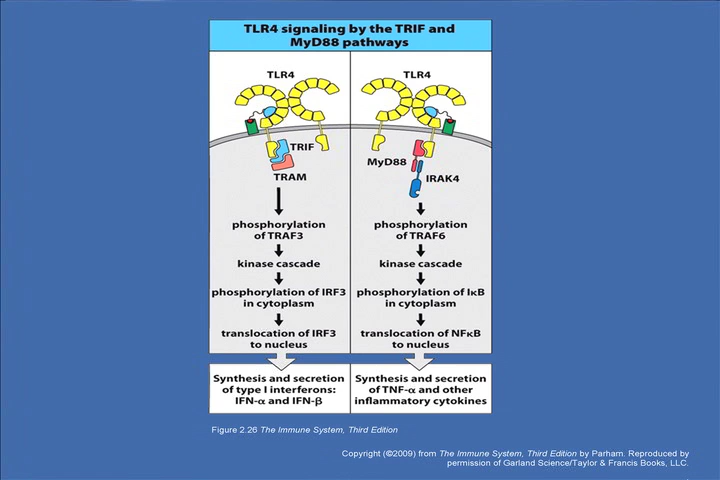 TLR4 signaling by the TRIF and
MyD88 pathways
TLR4
TRIF
TRAM
phosphorylation
of TRAF3
kinase cascade
phosphorylation of IRF3
in cytoplasm
translocation of IRF3
to nucleus
Synthesis and secretion
of type I interferons:
IFN-α and IFN-β
TLR4
MyD88
IRAK4
phosphorylation
of TRAF6
kinase cascade
phosphorylation of IκB
in cytoplasm
translocation of NFκB
to nucleus
Synthesis and secretion
of TNF-α and other
inflammatory cytokines
Figure 2.26 The Immune System, Third Edition
Copyright (©2009) from The Immune System, Third Edition by Parham. Reproduced by
permission of Garland Science/Taylor & Francis Books, LLC.